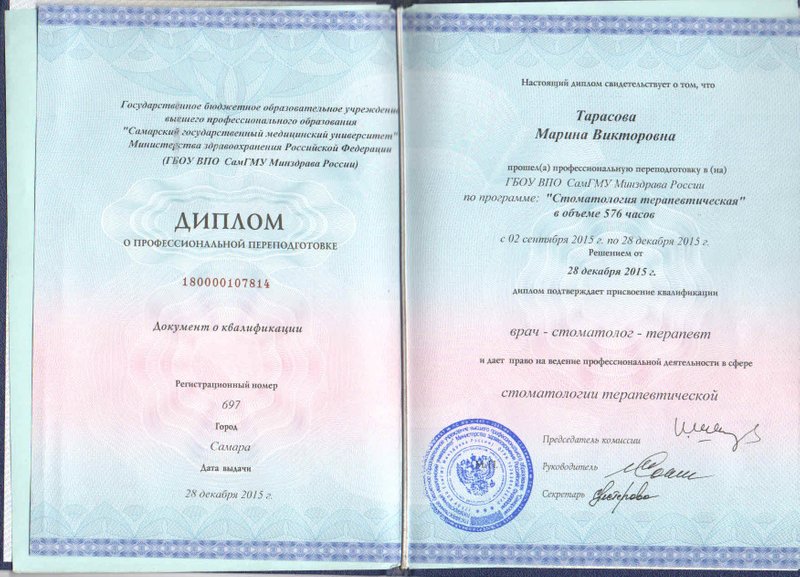 Государственное бюджетное образовательное учреждение
высшего профессионального образования
"Самарский государственный медицинский университет"
Министерства здравоохранения Российской Федерации
(ГБОУ ВПО СамГМУ Минздрава России)
ДИПЛОМ
О ПРОФЕССИОНАЛЬНОЙ ПЕРЕПОДГОТОВКЕ
180000107814
Документ о квалификации
Регистрационный номер
697
Город
Самара
Дата выдачи
28 декабря 2015 г.
Настоящий диплом свидетельствует о том, что
Тарасова
Марина Викторовна
прошел(а) профессиональную переподготовку в (на)
ГБОУ ВПО СамГМУ Минздрава России
по программе: "Стоматология терапевтическая"
в объеме 576 часов
с 02 сентября 2015 г. по 28 декабря 2015 г.
Решением от
28 декабря 2015 г.
диплом подтверждает присвоение квалификации
врач - стоматолог - терапевт
и дает право на ведение профессиональной деятельности в сфере
стоматологии терапевтической
Председатель комиссии
Руководитель
Секретарь